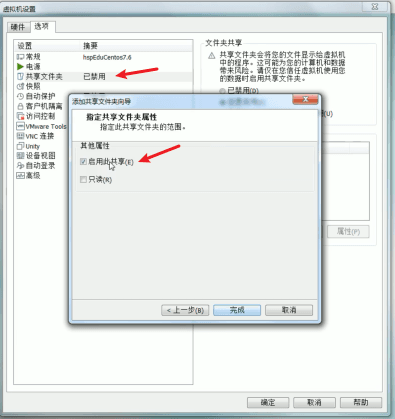 虚拟机设置
硬件 选项
设置 摘要
常规 hspEduCentos7.6
电源
共享文件夹 已禁用
快照
自动保护
客户机隔离
访问控制
VMware Tools
VNC 连接
Unity
设备视图
自动登录
高级
文件夹共享
共享文件夹会将您的文件显示给虚拟机
中的程序。这可能为您的计算机和数据
带来风险。请仅在您信任虚拟机使用您
的数据时启用共享文件夹。
已禁用(D)
(U)
属性(P)
添加共享文件夹向导
指定共享文件夹属性
指定此共享文件夹的范围。
其他属性
启用此共享(E)
只读(R)
< 上一步(B) 完成 取消
确定 取消 帮助